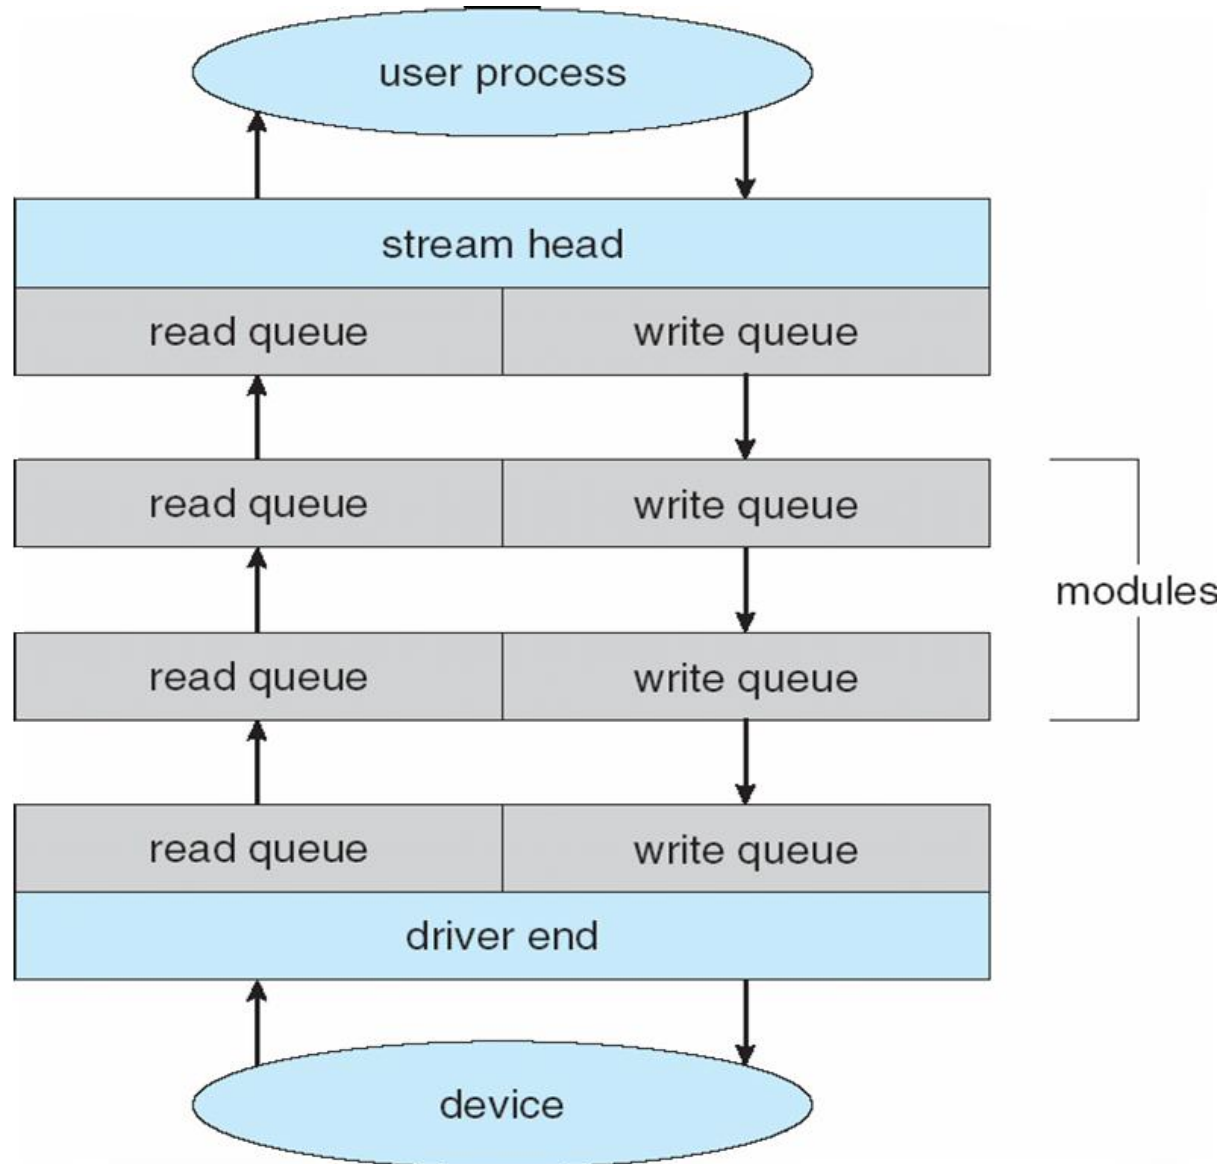 user process
stream head
read queue write queue
read queue write queue
modules
read queue write queue
read queue write queue
driver end
device